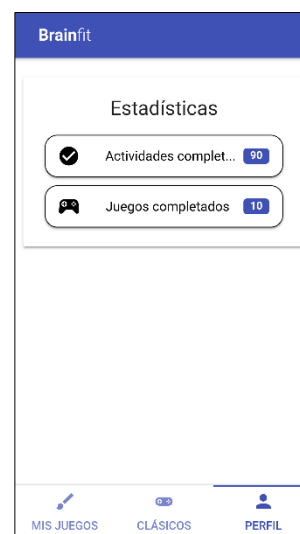 Brainfit
Estadísticas
Actividades complet... 90
Juegos completados 10
MIS JUEGOS CLÁSICOS PERFIL